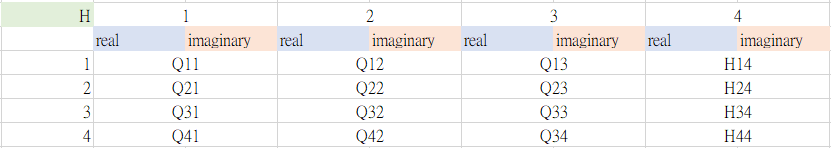 H 1 2 3 4
real imaginary real imaginary real imaginary real imaginary
1 Q11 Q12 Q13 H14
2 Q21 Q22 Q23 H24
3 Q31 Q32 Q33 H34
4 Q41 Q42 Q34 H44